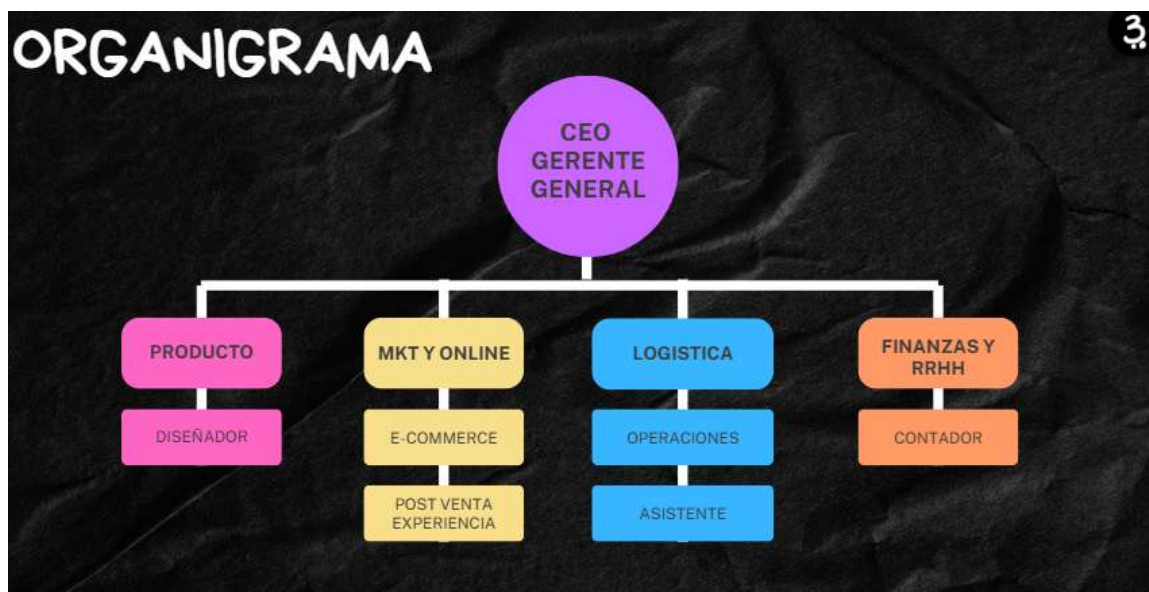 ORGANIGRAMA
3
CEO
GERENTE
GENERAL
PRODUCTO
MKT Y ONLINE
LOGISTICA
FINANZAS Y
RRHH
DISEÑADOR
E-COMMERCE
OPERACIONES
CONTADOR
POST VENTA
EXPERIENCIA
ASISTENTE